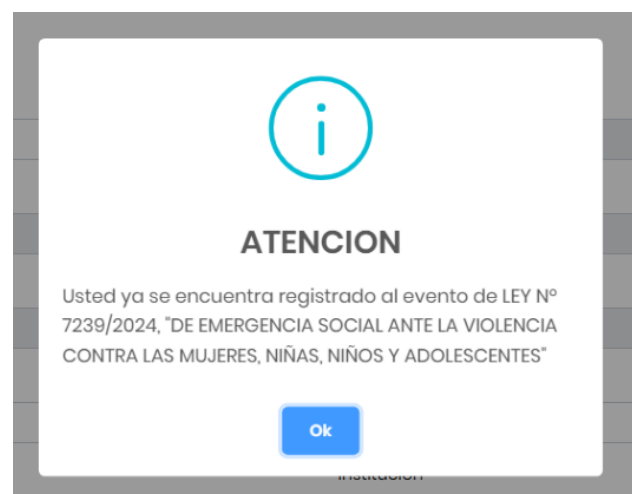 ATENCION
Usted ya se encuentra registrado al evento de LEY Nº
7239/2024, "DE EMERGENCIA SOCIAL ANTE LA VIOLENCIA
CONTRA LAS MUJERES, NIÑAS, NIÑOS Y ADOLESCENTES"
Ok
Institución